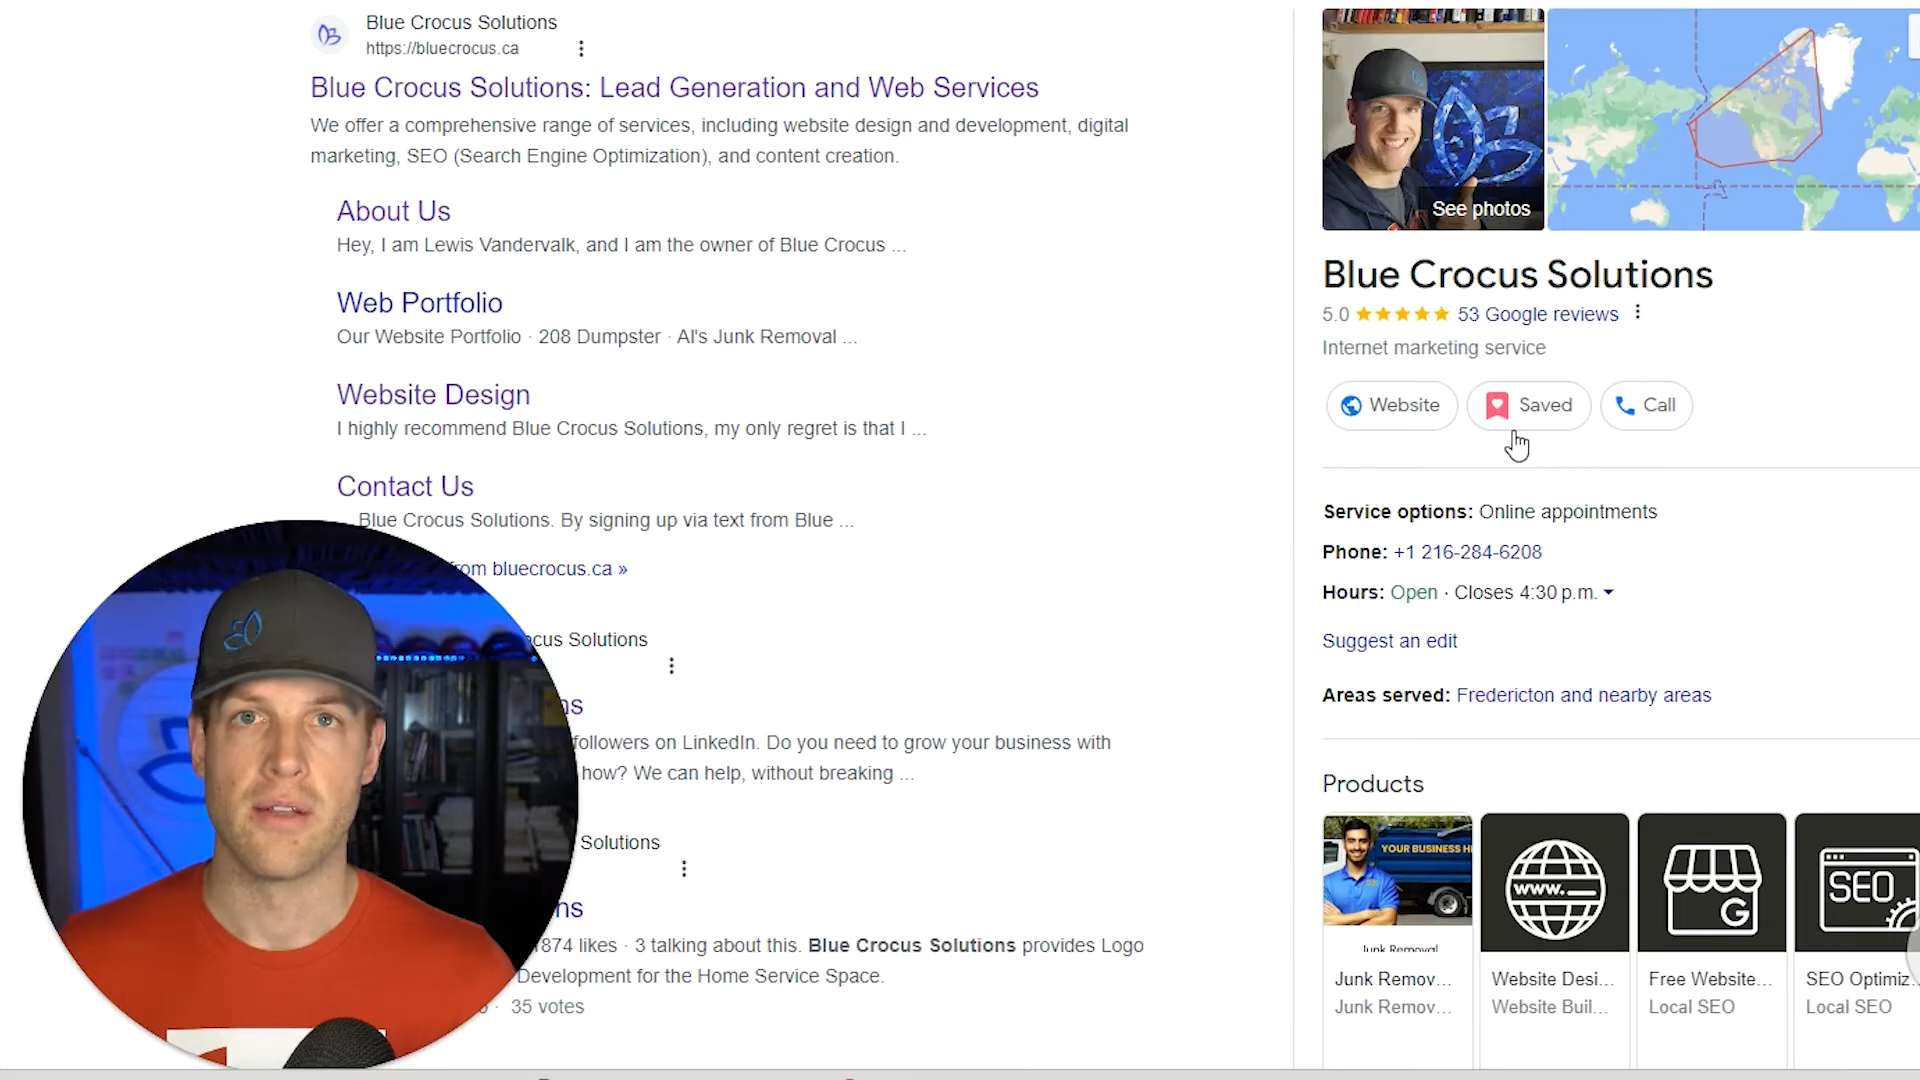 Blue Crocus Solutions
https://bluecrocus.ca
Blue Crocus Solutions: Lead Generation and Web Services
We offer a comprehensive range of services, including website design and development, digital
marketing, SEO (Search Engine Optimization), and content creation.
About Us
Hey, I am Lewis Vandervalk, and I am the owner of Blue Crocus ...
Web Portfolio
Our Website Portfolio · 208 Dumpster · Al's Junk Removal ...
Website Design
I highly recommend Blue Crocus Solutions, my only regret is that I ...
Contact Us
Blue Crocus Solutions. By signing up via text from Blue ...
from bluecrocus.ca »
Solutions
followers on LinkedIn. Do you need to grow your business with
how? We can help, without breaking ...
Solutions
874 likes · 3 talking about this. Blue Crocus Solutions provides Logo
Development for the Home Service Space.
· 35 votes
See photos
Blue Crocus Solutions
5.0 53 Google reviews
Internet marketing service
Website Saved Call
Service options: Online appointments
Phone: +1 216-284-6208
Hours: Open · Closes 4:30 p.m.
Suggest an edit
Areas served: Fredericton and nearby areas
Products
YOUR BUSINESS
www.
G
SEO
Junk Removal
Junk Remov...
Junk Remov...
Website Desi...
Website Buil...
Free Website...
Local SEO
SEO Optimiz
Local SEO